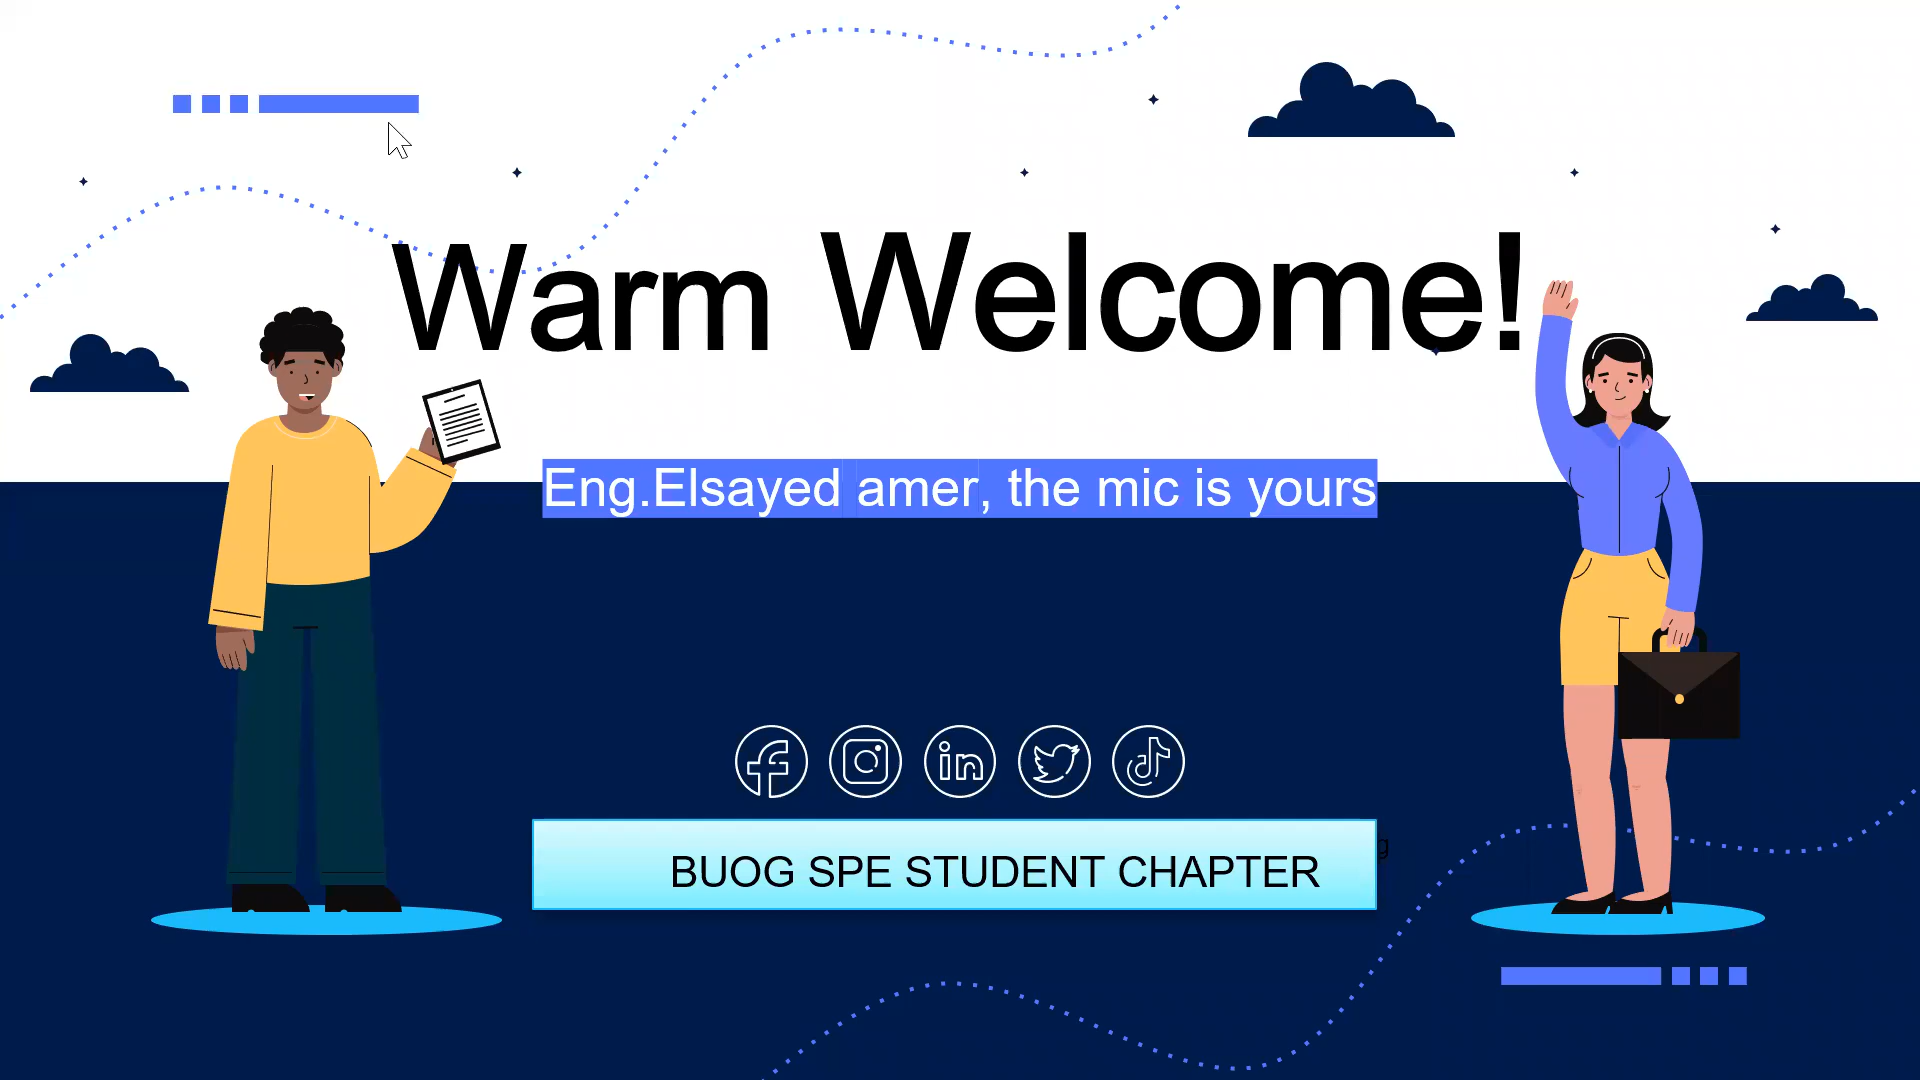 Warm Welcome!
Eng.Elsayed amer, the mic is yours
BUOG SPE STUDENT CHAPTER